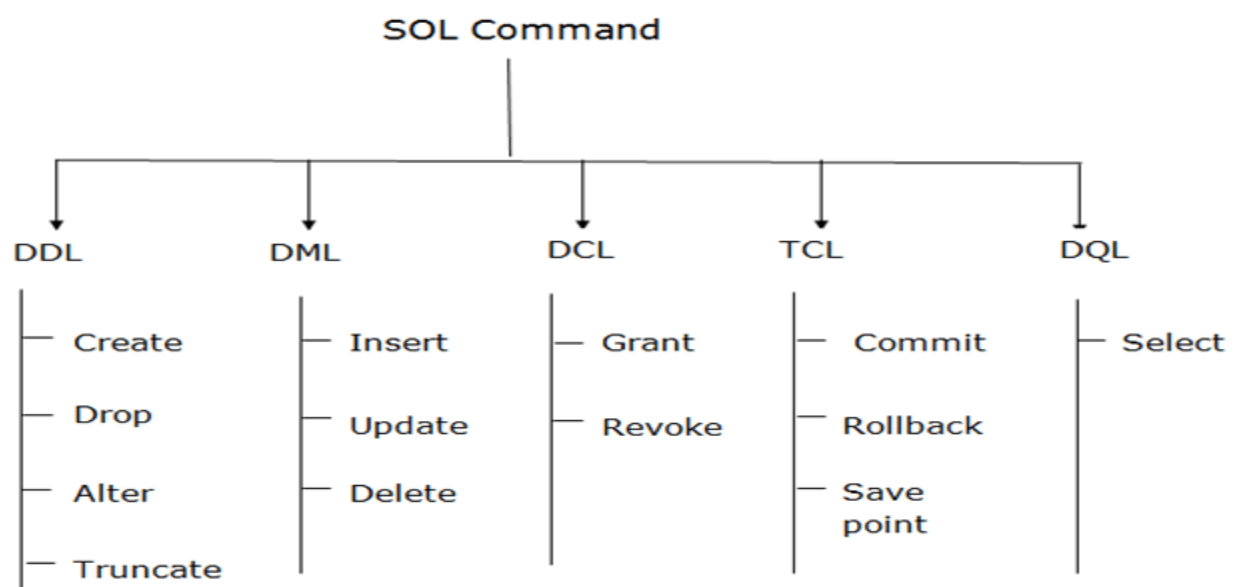 SOL Command
DDL
DML
DCL
TCL
DQL
Create
Drop
Alter
Truncate
Insert
Update
Delete
Grant
Revoke
Commit
Rollback
Save
point
Select